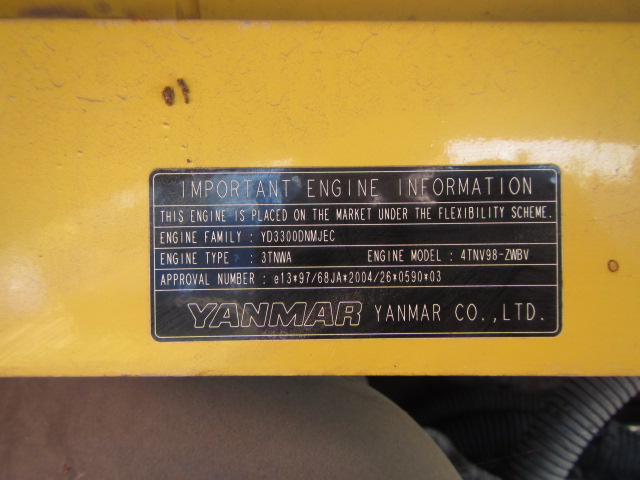 IMPORTANT ENGINE INFORMATION
THIS ENGINE IS PLACED ON THE MARKET UNDER THE FLEXIBILITY SCHEME.
ENGINE FAMILY : YD3300DNMJEC
ENGINE TYPE : 3TNWA ENGINE MODEL : 4TNV98-ZWBV
APPROVAL NUMBER : e13*97/68JA*2004/26*0590*03
YANMAR YANMAR CO.,LTD.